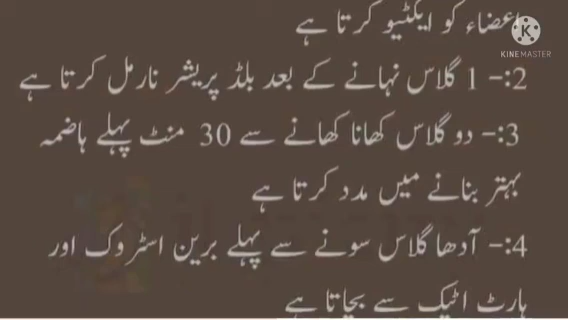 اعضاء کو ایکٹیو کرتا ہے
KINEMASTER
2:- 1 گلاس نہانے کے بعد بلڈ پریشر نارمل کرتا ہے
3:- دو گلاس کھانا کھانے سے 30 منٹ پہلے ہاضمہ
بہتر بنانے میں مدد کرتا ہے
4:- آدھا گلاس سونے سے پہلے برین اسٹروک اور
ہارٹ اٹیک سے بچاتا ہے